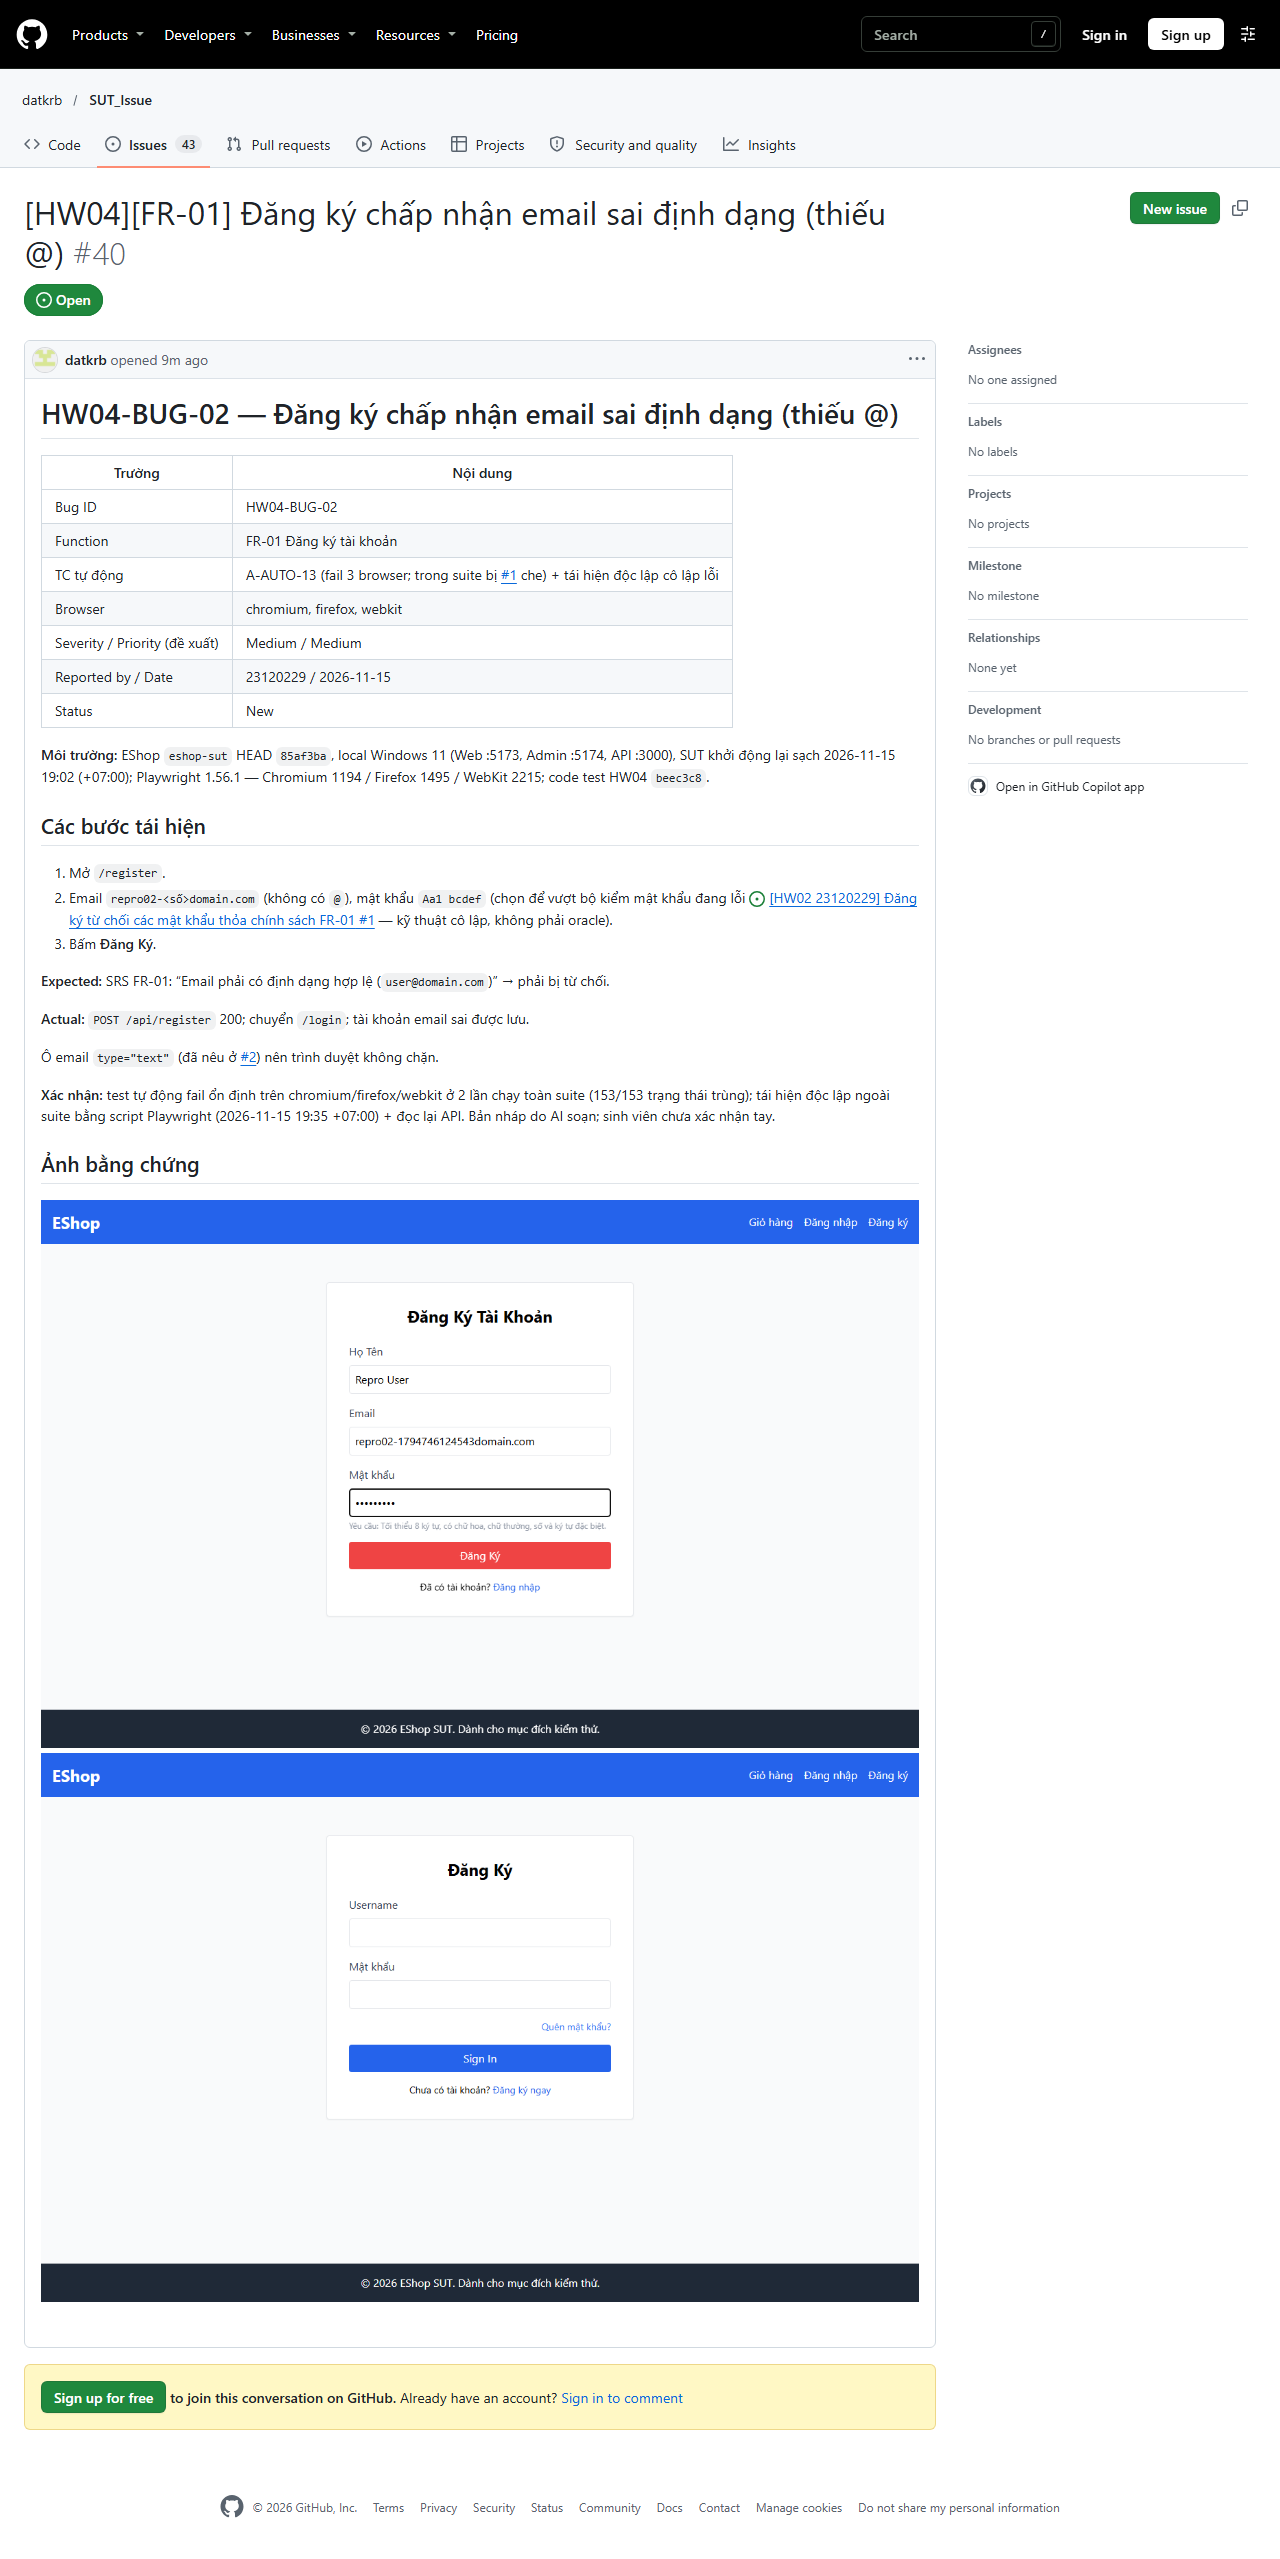 Products Developers Businesses Resources Pricing Search / Sign in Sign up
datkrb / SUT_Issue
Code Issues 43 Pull requests Actions Projects Security and quality Insights
[HW04][FR-01] Đăng ký chấp nhận email sai định dạng (thiếu
@) #40
New issue
Open
datkrb opened 9m ago
HW04-BUG-02 — Đăng ký chấp nhận email sai định dạng (thiếu @)
Trường Nội dung
Bug ID HW04-BUG-02
Function FR-01 Đăng ký tài khoản
TC tự động A-AUTO-13 (fail 3 browser; trong suite bị #1 che) + tái hiện độc lập cô lập lỗi
Browser chromium, firefox, webkit
Severity / Priority (đề xuất) Medium / Medium
Reported by / Date 23120229 / 2026-11-15
Status New
Môi trường: EShop eshop-sut HEAD 85af3ba, local Windows 11 (Web :5173, Admin :5174, API :3000), SUT khởi động lại sạch 2026-11-15
19:02 (+07:00); Playwright 1.56.1 — Chromium 1194 / Firefox 1495 / WebKit 2215; code test HW04 beec3c8.
Các bước tái hiện
1. Mở /register.
2. Email repro02-<số>domain.com (không có @), mật khẩu Aa1 bcdef (chọn để vượt bộ kiểm mật khẩu đang lỗi [HW02 23120229] Đăng
ký từ chối các mật khẩu thỏa chính sách FR-01 #1 — kỹ thuật cô lập, không phải oracle).
3. Bấm Đăng Ký.
Expected: SRS FR-01: “Email phải có định dạng hợp lệ (user@domain.com)” → phải bị từ chối.
Actual: POST /api/register 200; chuyển /login; tài khoản email sai được lưu.
Ô email type="text" (đã nêu ở #2) nên trình duyệt không chặn.
Xác nhận: test tự động fail ổn định trên chromium/firefox/webkit ở 2 lần chạy toàn suite (153/153 trạng thái trùng); tái hiện độc lập ngoài
suite bằng script Playwright (2026-11-15 19:35 +07:00) + đọc lại API. Bản nháp do AI soạn; sinh viên chưa xác nhận tay.
Ảnh bằng chứng
EShop Giỏ hàng Đăng nhập Đăng ký
Đăng Ký Tài Khoản
Họ Tên
Repro User
Email
repro02-1794746124543domain.com
Mật khẩu
•••••••••
Yêu cầu: Tối thiểu 8 ký tự, có chữ hoa, chữ thường, số và ký tự đặc biệt.
Đăng Ký
Đã có tài khoản? Đăng nhập
© 2026 EShop SUT. Dành cho mục đích kiểm thử.
EShop Giỏ hàng Đăng nhập Đăng ký
Đăng Ký
Username
Mật khẩu
Quên mật khẩu?
Sign In
Chưa có tài khoản? Đăng ký ngay
© 2026 EShop SUT. Dành cho mục đích kiểm thử.
Assignees
No one assigned
Labels
No labels
Projects
No projects
Milestone
No milestone
Relationships
None yet
Development
No branches or pull requests
Open in GitHub Copilot app
Sign up for free to join this conversation on GitHub. Already have an account? Sign in to comment
© 2026 GitHub, Inc. Terms Privacy Security Status Community Docs Contact Manage cookies Do not share my personal information